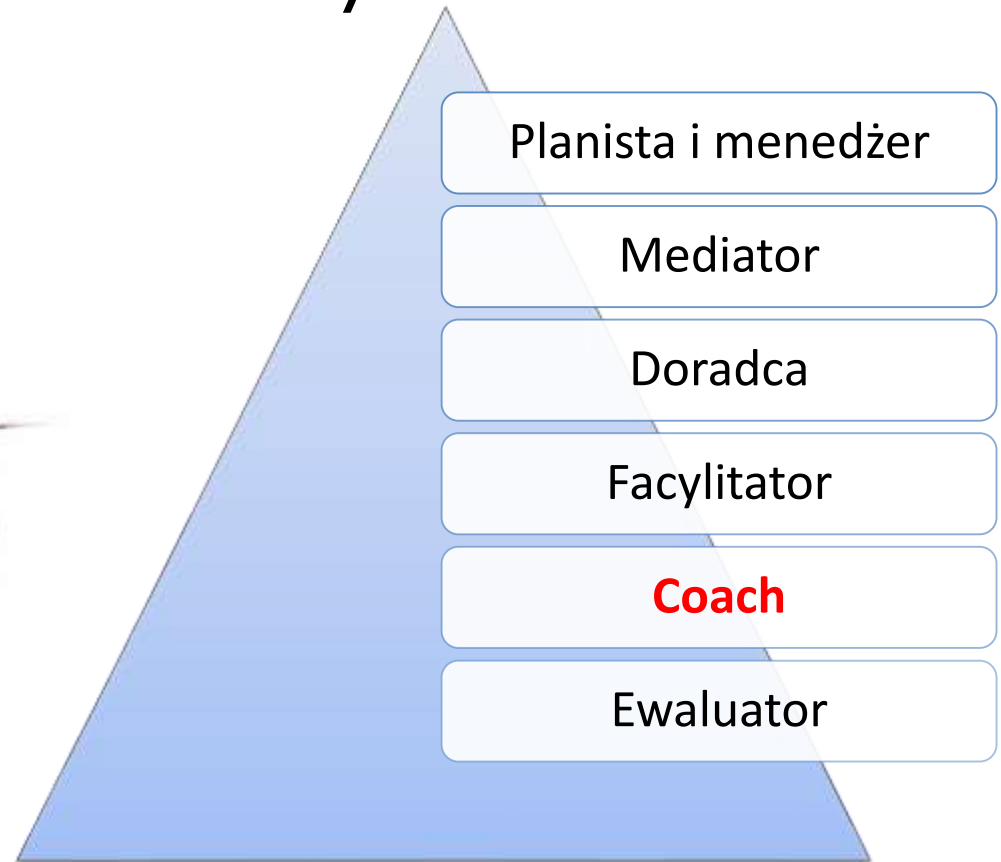 Planista i menedżer
Mediator
Doradca
Facylitator
Coach
Ewaluator